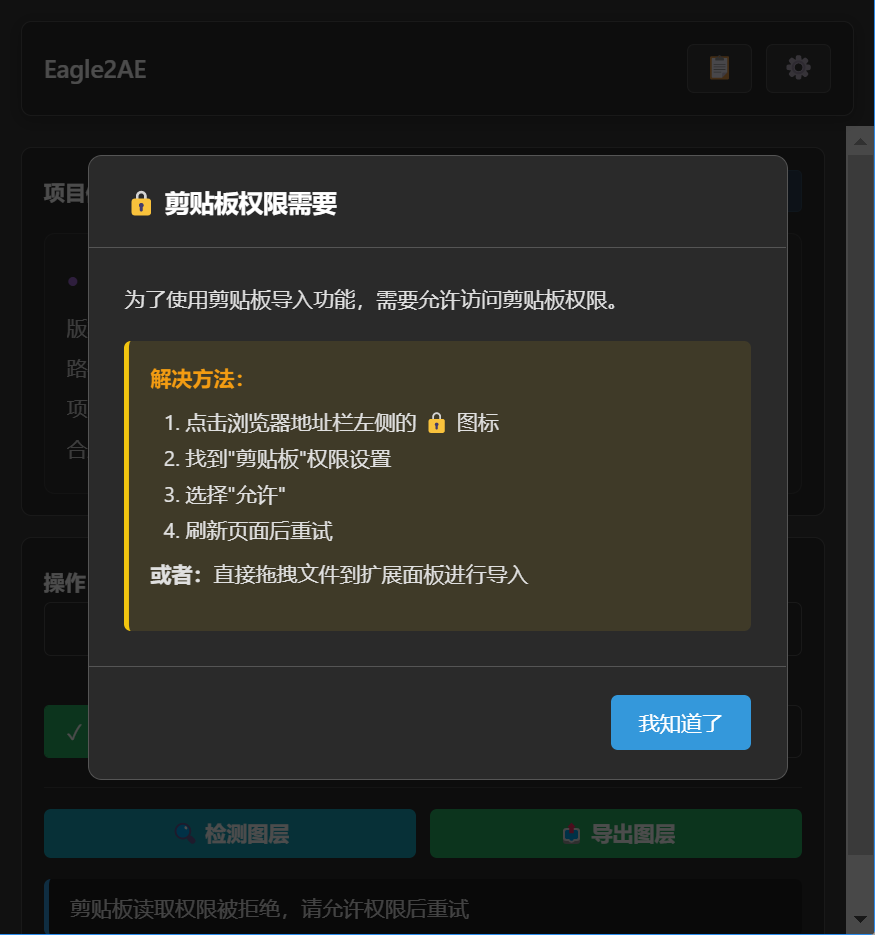 Eagle2AE
项目
版
路
项
合
🔒 剪贴板权限需要
为了使用剪贴板导入功能，需要允许访问剪贴板权限。
解决方法：
1. 点击浏览器地址栏左侧的 🔒 图标
2. 找到"剪贴板"权限设置
3. 选择"允许"
4. 刷新页面后重试
或者：直接拖拽文件到扩展面板进行导入
我知道了
操作
✓
🔍 检测图层
📤 导出图层
剪贴板读取权限被拒绝，请允许权限后重试